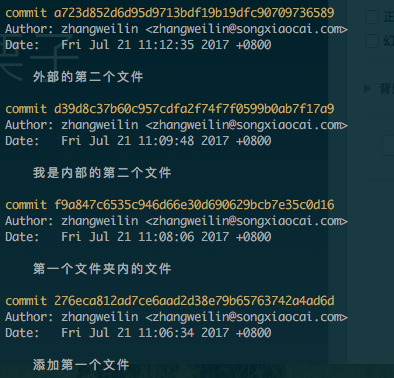 commit a723d852d6d95d9713bdf19b19dfc90709736589
Author: zhangweilin <zhangweilin@songxiaocai.com>
Date:   Fri Jul 21 11:12:35 2017 +0800
外部的第二个文件
commit d39d8c37b60c957cdfa2f74f7f0599b0ab7f17a9
Author: zhangweilin <zhangweilin@songxiaocai.com>
Date:   Fri Jul 21 11:09:48 2017 +0800
我是内部的第二个文件
commit f9a847c6535c946d66e30d690629bcb7e35c0d16
Author: zhangweilin <zhangweilin@songxiaocai.com>
Date:   Fri Jul 21 11:08:06 2017 +0800
第一个文件夹内的文件
commit 276eca812ad7ce6aad2d38e79b65763742a4ad6d
Author: zhangweilin <zhangweilin@songxiaocai.com>
Date:   Fri Jul 21 11:06:34 2017 +0800
添加第一个文件